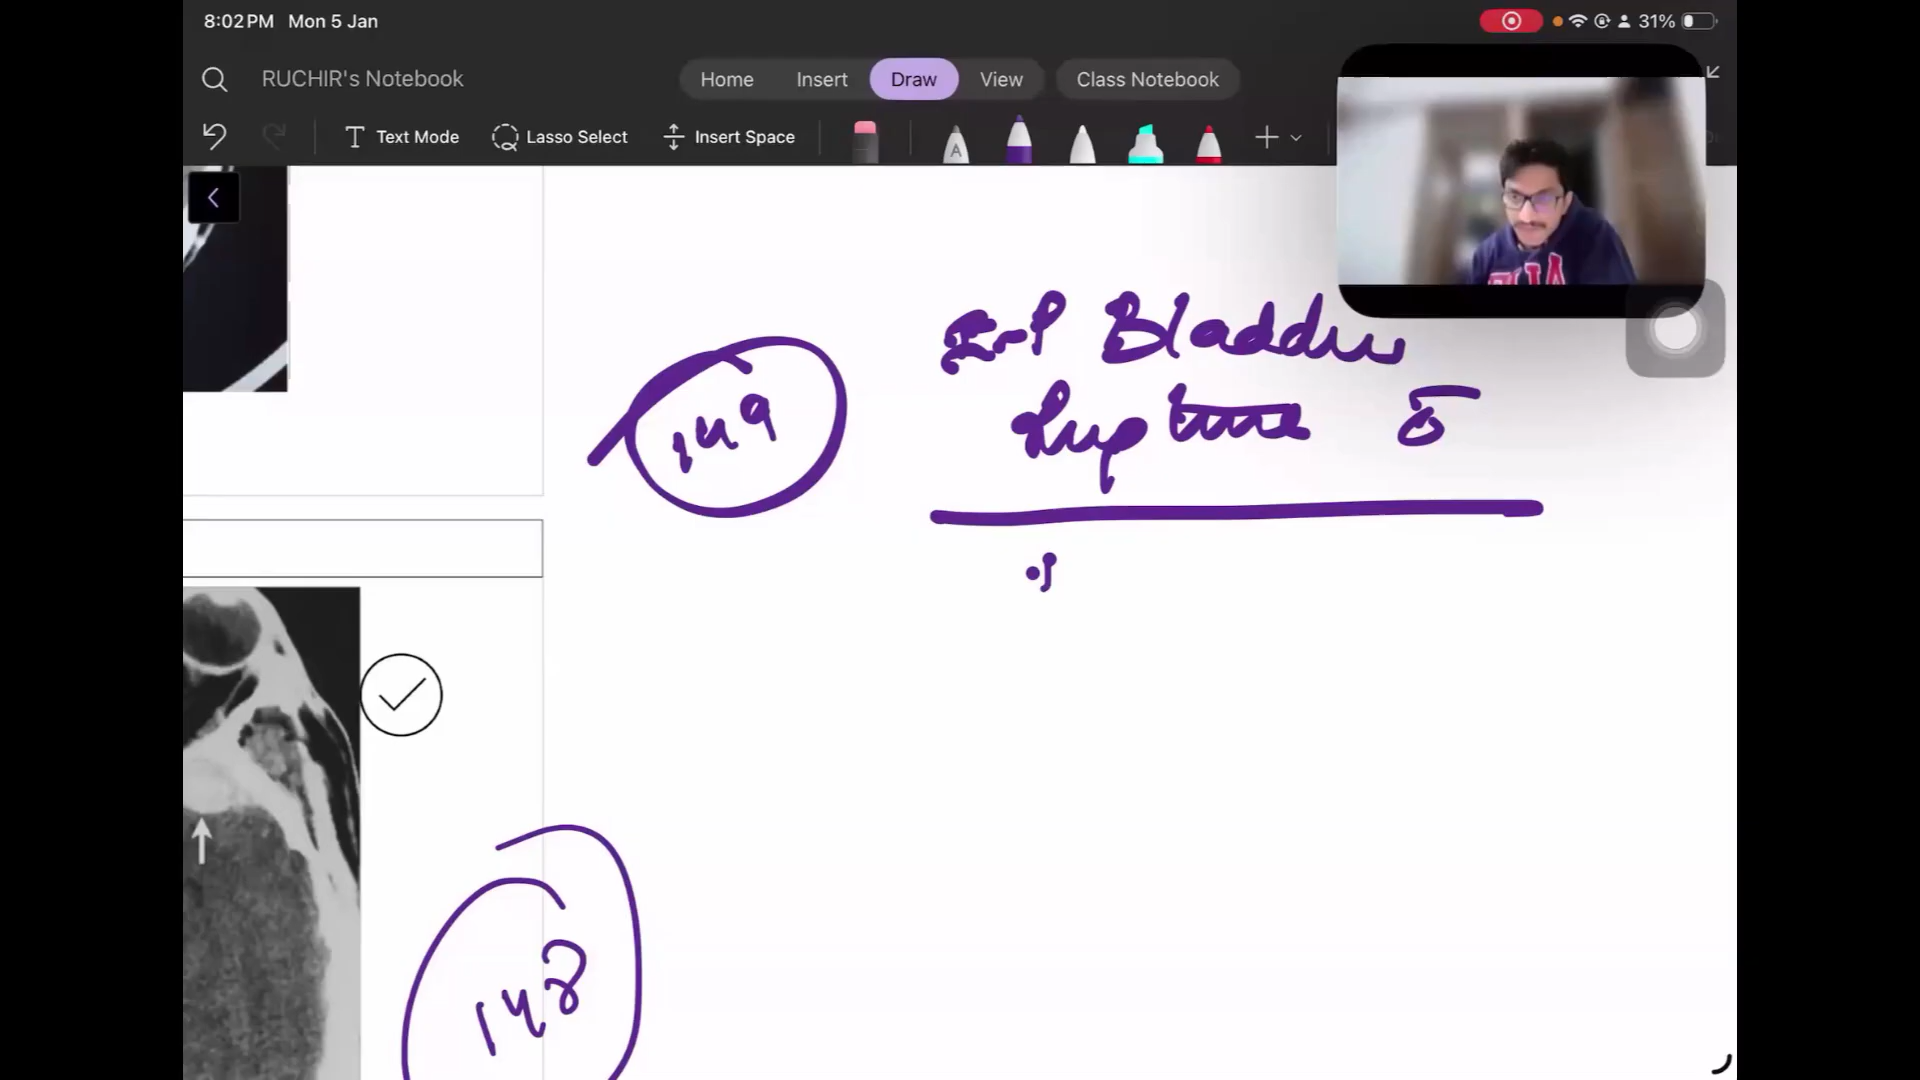 8:02 PM Mon 5 Jan
31%
RUCHIR's Notebook
Home Insert Draw View Class Notebook
Text Mode Lasso Select Insert Space
A
Bladder
149
Rupture
148